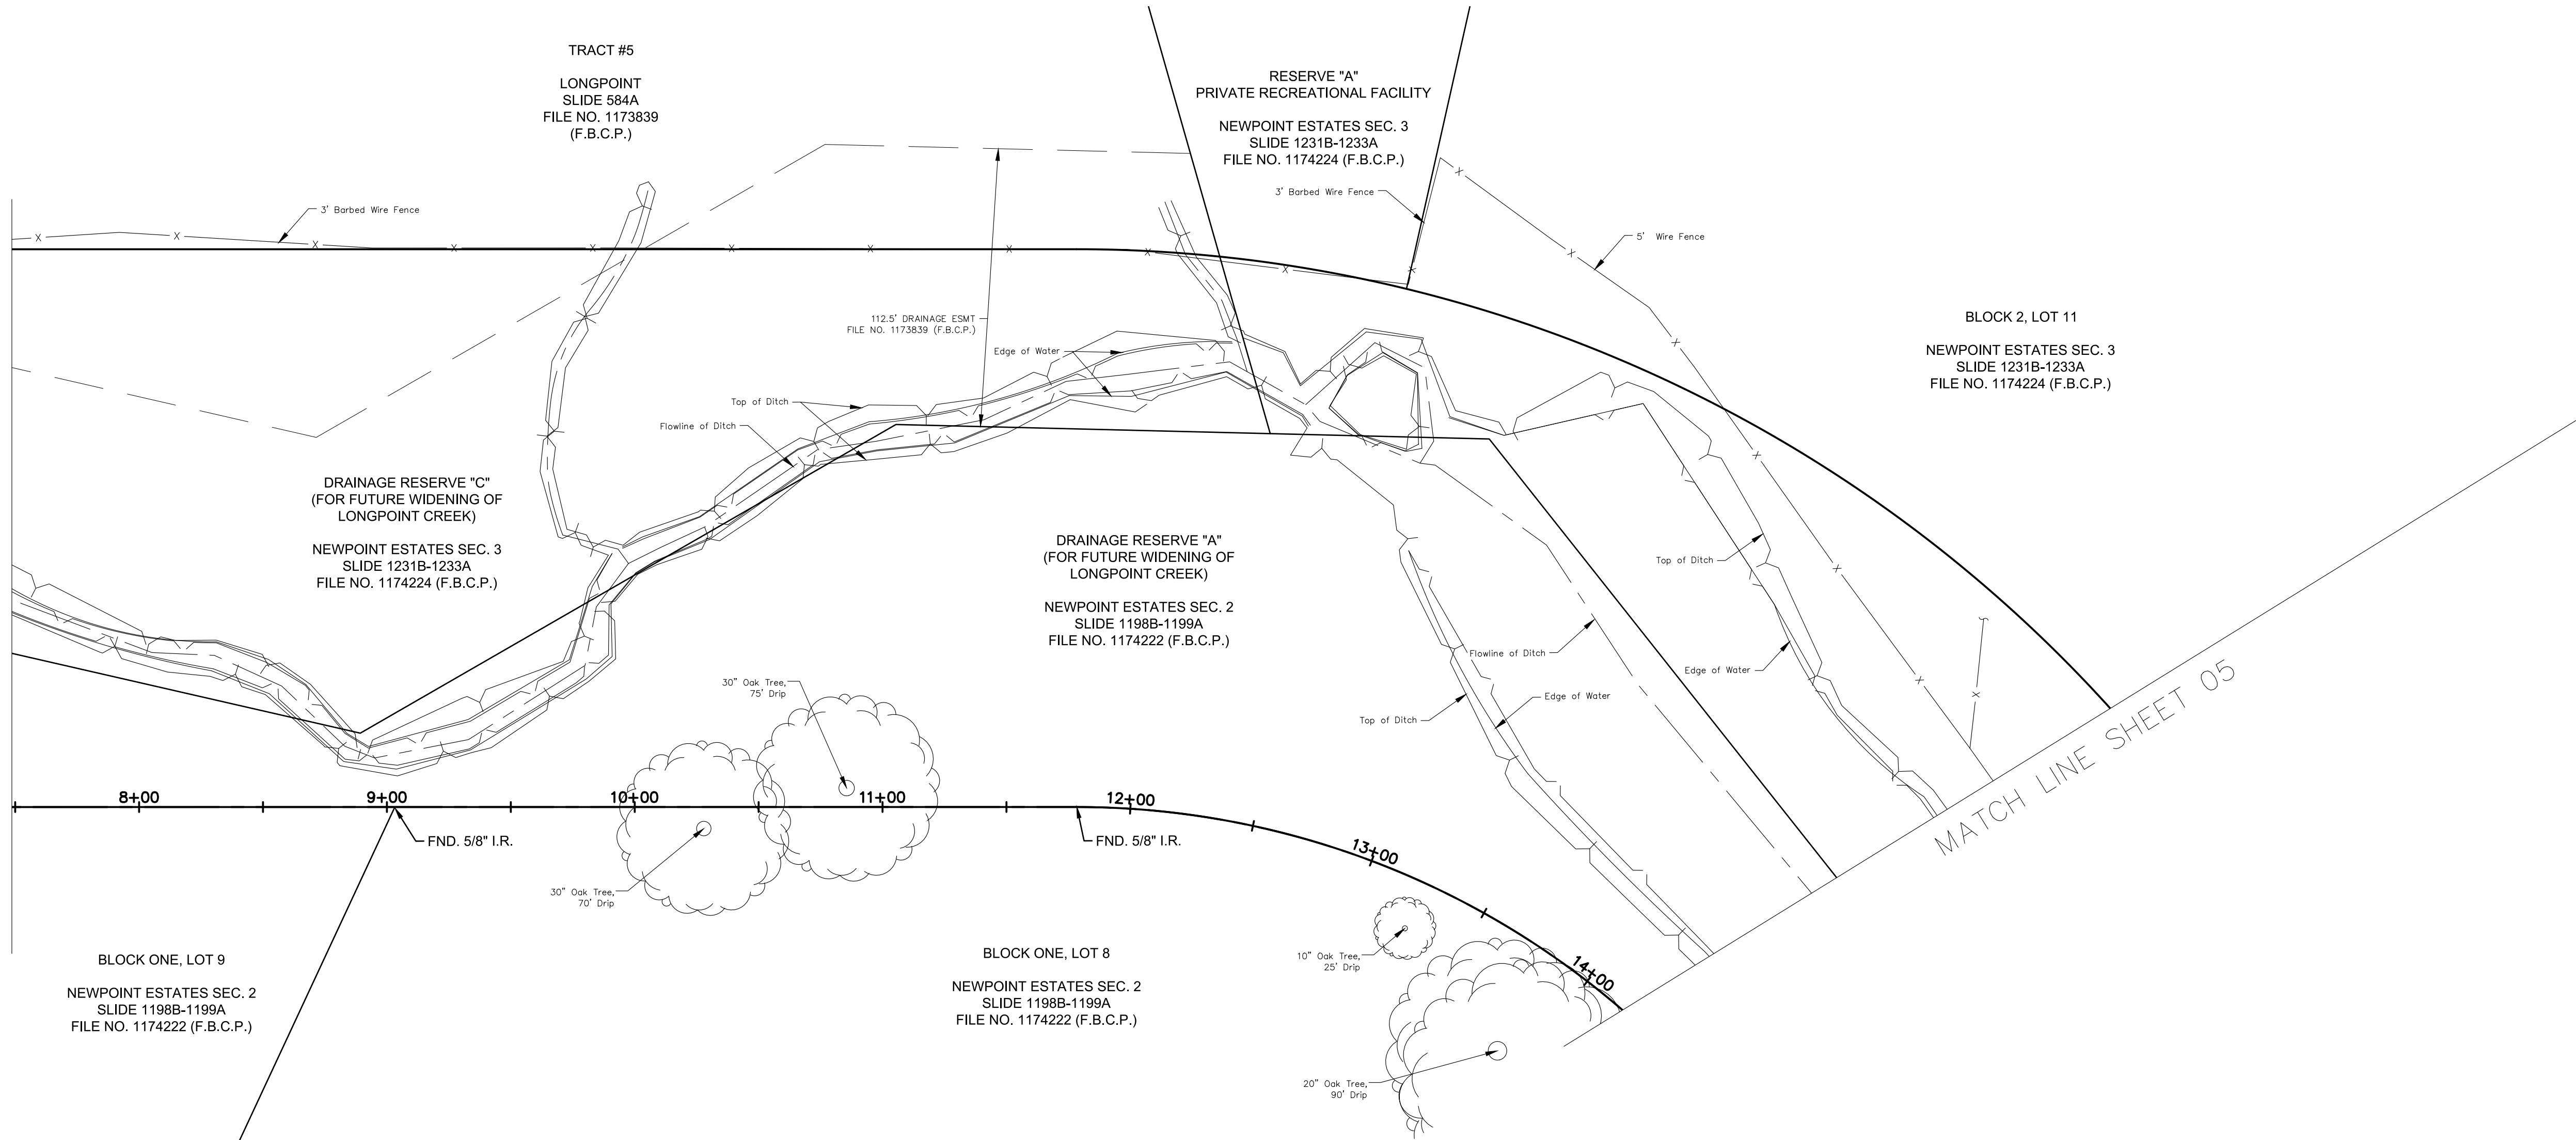 TRACT #5
LONGPOINT
SLIDE 584A
FILE NO. 1173839
(F.B.C.P.)
RESERVE "A"
PRIVATE RECREATIONAL FACILITY
NEWPOINT ESTATES SEC. 3
SLIDE 1231B-1233A
FILE NO. 1174224 (F.B.C.P.)
3' Barbed Wire Fence
3' Barbed Wire Fence
5' Wire Fence
112.5' DRAINAGE ESMT
FILE NO. 1173839 (F.B.C.P.)
Edge of Water
Top of Ditch
Flowline of Ditch
BLOCK 2, LOT 11
NEWPOINT ESTATES SEC. 3
SLIDE 1231B-1233A
FILE NO. 1174224 (F.B.C.P.)
DRAINAGE RESERVE "C"
(FOR FUTURE WIDENING OF
LONGPOINT CREEK)
NEWPOINT ESTATES SEC. 3
SLIDE 1231B-1233A
FILE NO. 1174224 (F.B.C.P.)
DRAINAGE RESERVE "A"
(FOR FUTURE WIDENING OF
LONGPOINT CREEK)
NEWPOINT ESTATES SEC. 2
SLIDE 1198B-1199A
FILE NO. 1174222 (F.B.C.P.)
Top of Ditch
Flowline of Ditch
Edge of Water
Edge of Water
Top of Ditch
MATCH LINE SHEET 05
30" Oak Tree,
75' Drip
8+00
9+00
10+00
11+00
12+00
13+00
14+00
FND. 5/8" I.R.
FND. 5/8" I.R.
30" Oak Tree,
70' Drip
10" Oak Tree,
25' Drip
20" Oak Tree,
90' Drip
BLOCK ONE, LOT 9
NEWPOINT ESTATES SEC. 2
SLIDE 1198B-1199A
FILE NO. 1174222 (F.B.C.P.)
BLOCK ONE, LOT 8
NEWPOINT ESTATES SEC. 2
SLIDE 1198B-1199A
FILE NO. 1174222 (F.B.C.P.)